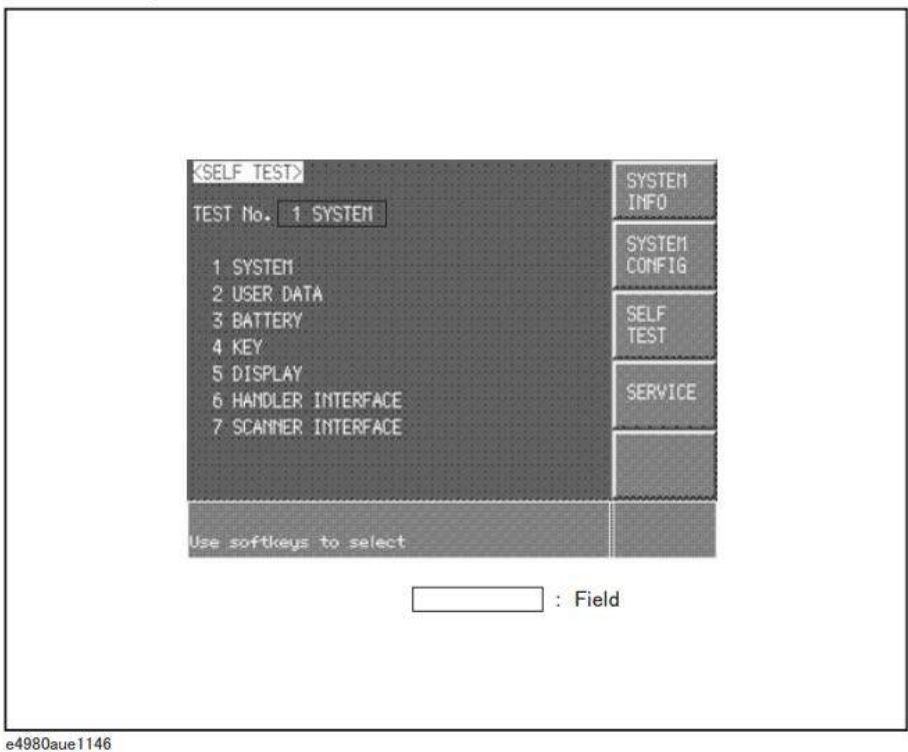 <SELF TEST>
TEST No. 1 SYSTEM
1 SYSTEM
2 USER DATA
3 BATTERY
4 KEY
5 DISPLAY
6 HANDLER INTERFACE
7 SCANNER INTERFACE
SYSTEM
INFO
SYSTEM
CONFIG
SELF
TEST
SERVICE
Use softkeys to select
: Field
e4980aue1146